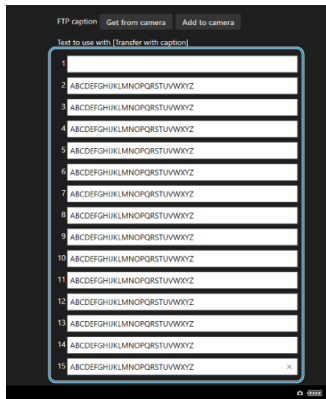 FTP caption Get from camera Add to camera
Text to use with [Transfer with caption]
1
2 ABCDEFGHIJKLMNOPQRSTUVWXYZ
3 ABCDEFGHIJKLMNOPQRSTUVWXYZ
4 ABCDEFGHIJKLMNOPQRSTUVWXYZ
5 ABCDEFGHIJKLMNOPQRSTUVWXYZ
6 ABCDEFGHIJKLMNOPQRSTUVWXYZ
7 ABCDEFGHIJKLMNOPQRSTUVWXYZ
8 ABCDEFGHIJKLMNOPQRSTUVWXYZ
9 ABCDEFGHIJKLMNOPQRSTUVWXYZ
10 ABCDEFGHIJKLMNOPQRSTUVWXYZ
11 ABCDEFGHIJKLMNOPQRSTUVWXYZ
12 ABCDEFGHIJKLMNOPQRSTUVWXYZ
13 ABCDEFGHIJKLMNOPQRSTUVWXYZ
14 ABCDEFGHIJKLMNOPQRSTUVWXYZ
15 ABCDEFGHIJKLMNOPQRSTUVWXYZ